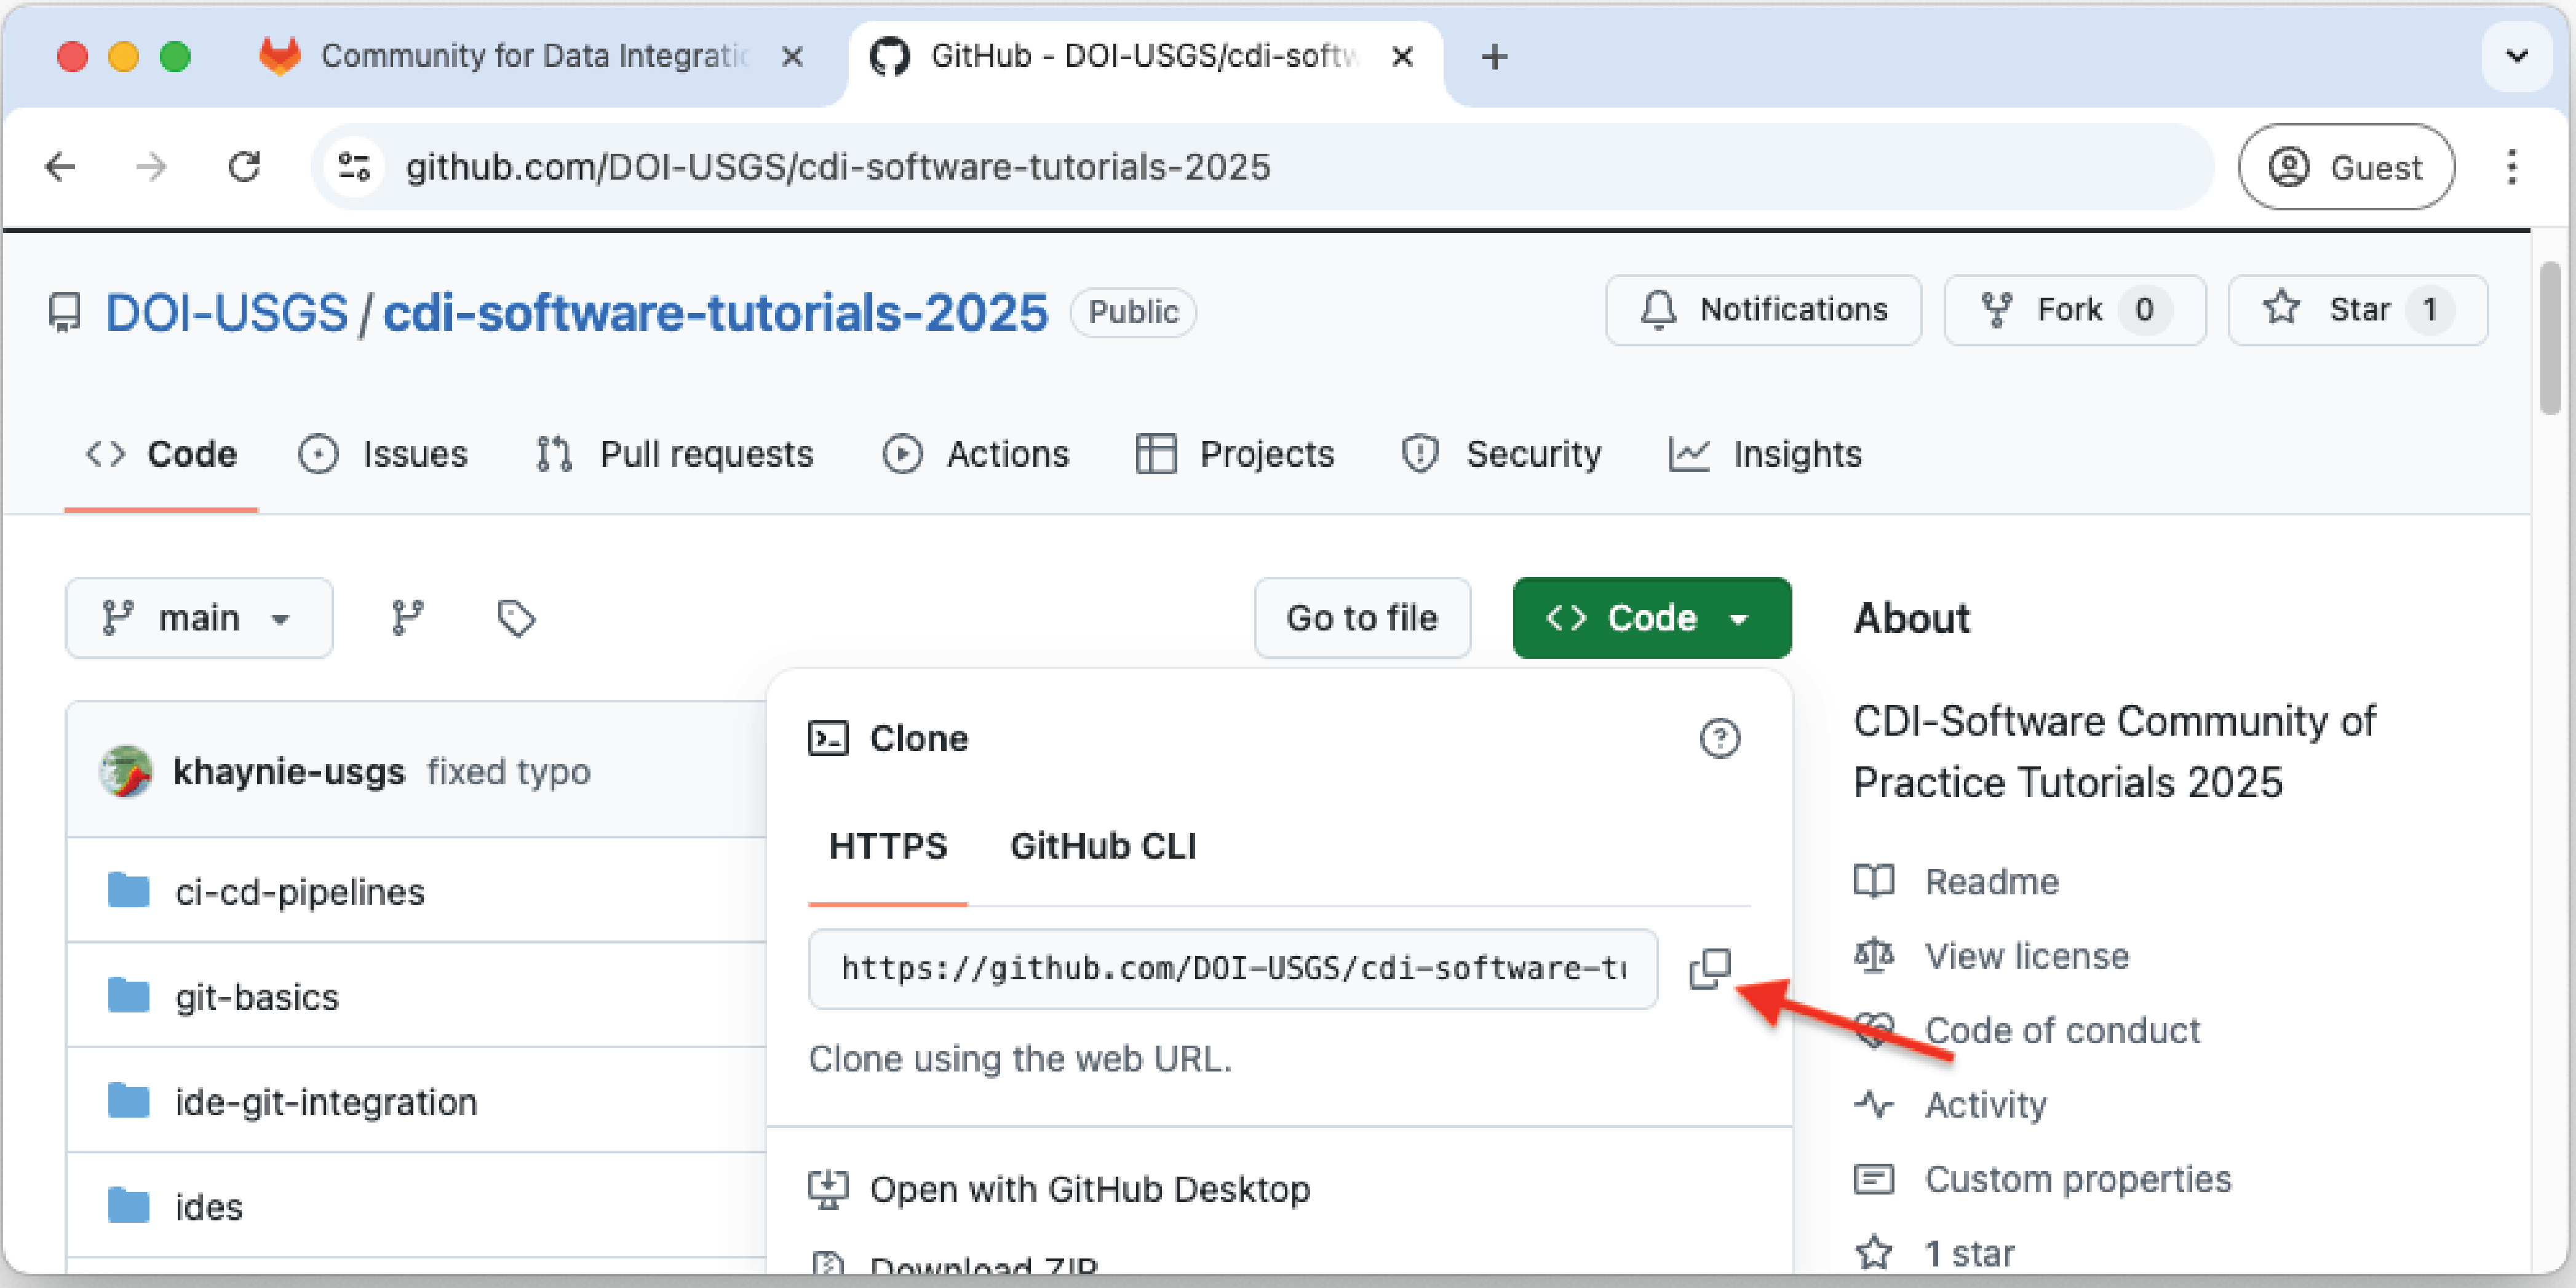 Community for Data Integratio
GitHub - DOI-USGS/cdi-softw
github.com/DOI-USGS/cdi-software-tutorials-2025
Guest
DOI-USGS / cdi-software-tutorials-2025 Public
Notifications
Fork 0
Star 1
Code Issues Pull requests Actions Projects Security Insights
main
Go to file
Code
About
khaynie-usgs fixed typo
ci-cd-pipelines
git-basics
ide-git-integration
ides
Clone
HTTPS GitHub CLI
https://github.com/DOI-USGS/cdi-software-tu
Clone using the web URL.
Open with GitHub Desktop
Download ZIP
CDI-Software Community of
Practice Tutorials 2025
Readme
View license
Code of conduct
Activity
Custom properties
1 star